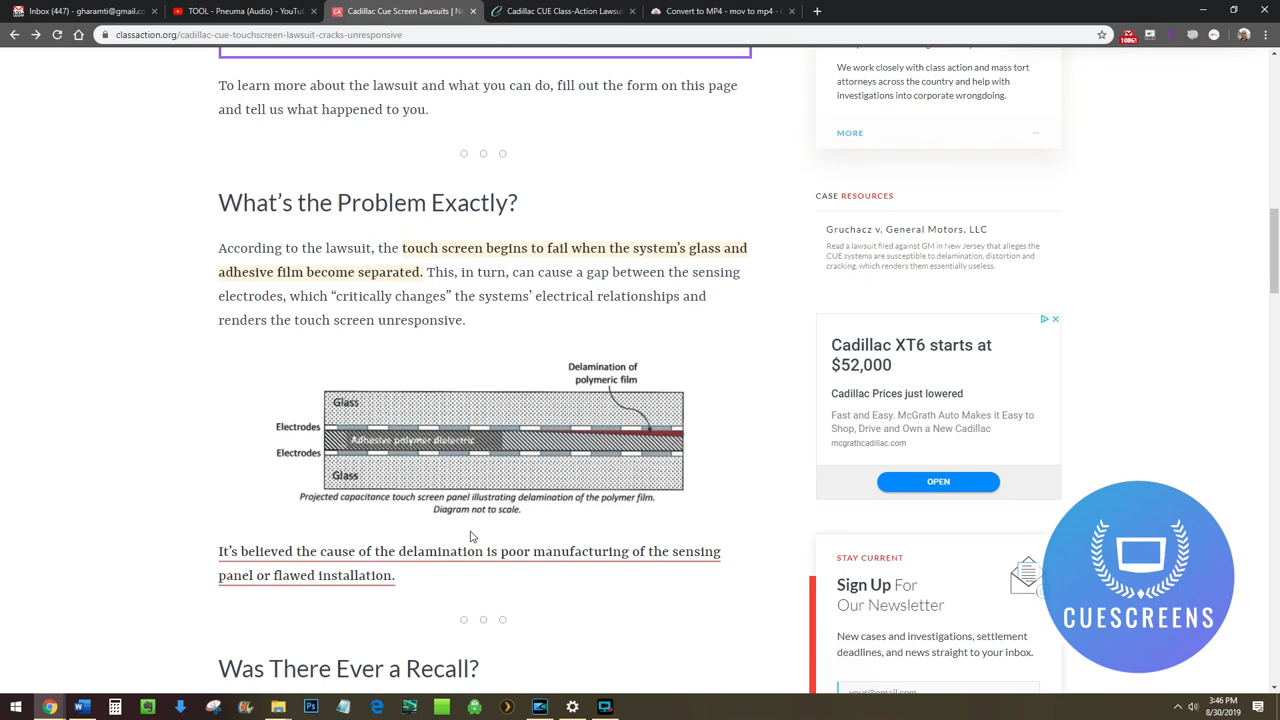 Inbox (447) - gharami@gmail.co
TOOL - Pneuma (Audio) - YouTu
Cadillac CUE Touchscreens | No
Calculating CO2 Emissions
Convert .mov to .mp4 - Mp
classaction.org/cadillac-cue-touchscreen-lawsuit-cracks-unresponsive
To learn more about the lawsuit and what you can do, fill out the form on this page
and tell us what happened to you.
What's the Problem Exactly?
According to the lawsuit, the touch screen begins to fail when the system's glass and
adhesive film become separated. This, in turn, can cause a gap between the sensing
electrodes, which “critically changes” the systems’ electrical relationships and
renders the touch screen unresponsive.
Delamination of
polymeric film
Glass
Electrodes
Adhesive polymer dielectric
Electrodes
Glass
Projected capacitance touch screen panel illustrating delamination of the polymer film.
Diagram not to scale.
It's believed the cause of the delamination is poor manufacturing of the sensing
panel or flawed installation.
Was There Ever a Recall?
We work closely with class action and mass tort
attorneys across the country and help with
investigations into corporate wrongdoing.
MORE
CASE RESOURCES
Gruchacz v. General Motors, LLC
Read a lawsuit filed against GM in New Jersey that alleges the
CUE systems are susceptible to delamination, distortion and
cracking, which renders them essentially useless.
Cadillac XT6 starts at
$52,000
Cadillac Prices just lowered
Fast and Easy. McGrath Auto Makes it Easy to
Shop, Drive and Own a New Cadillac
mcgrathcadillac.com
OPEN
STAY CURRENT
Sign Up For
Our Newsletter
New cases and investigations, settlement
deadlines, and news straight to your inbox.
your@email.com
CUESCREENS
3:46 PM
8/30/2019